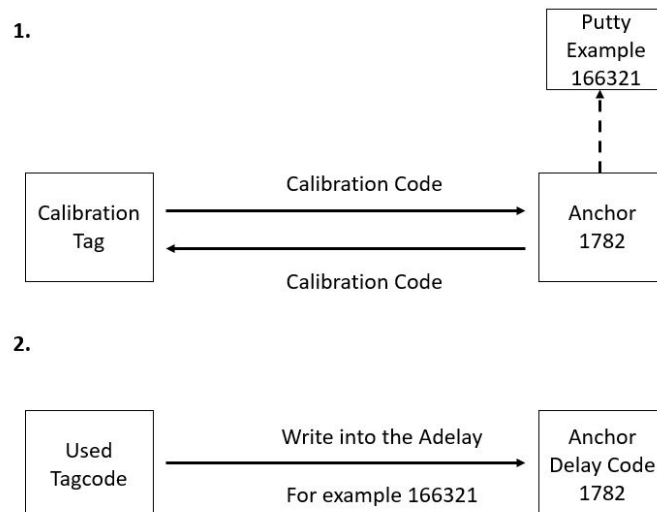 1.
Putty
Example
166321
Calibration Code
Calibration
Tag
Anchor
1782
Calibration Code
2.
Used
Tagcode
Write into the Adelay
For example 166321
Anchor
Delay Code
1782